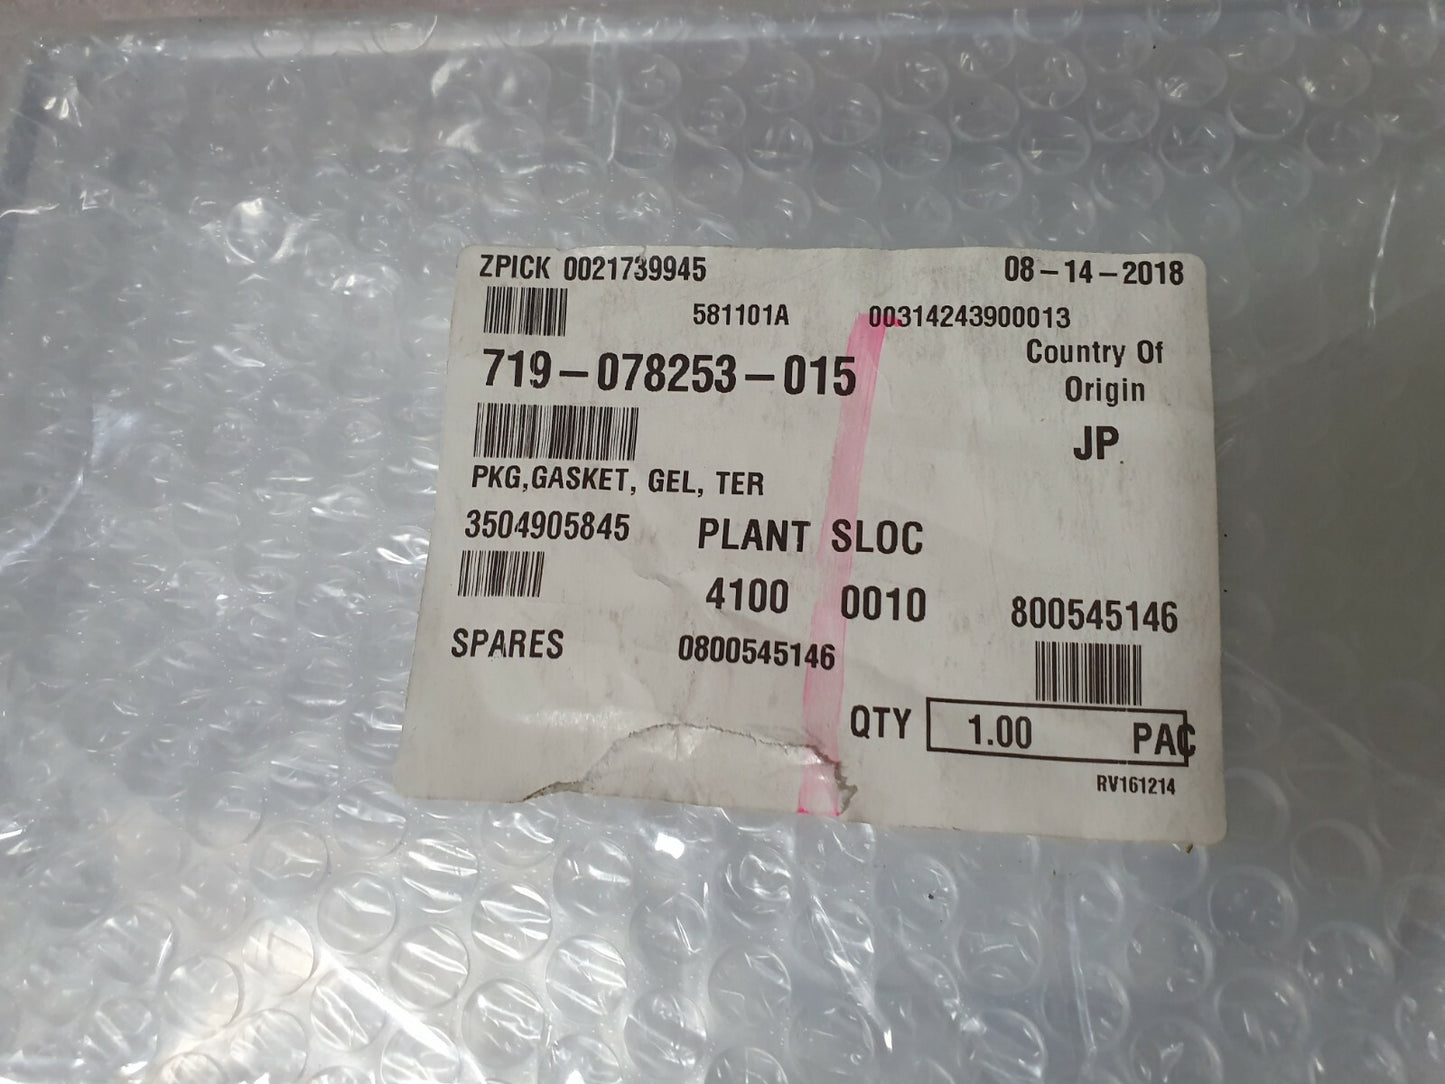 ZPICK 0021739945 08-14-2018
581101A 00314243900013
719-078253-015
Country Of
Origin
JP
PKG,GASKET, GEL, TER
3504905845 PLANT SLOC
4100 0010 800545146
SPARES 0800545146
QTY 1.00 PAC
RV161214